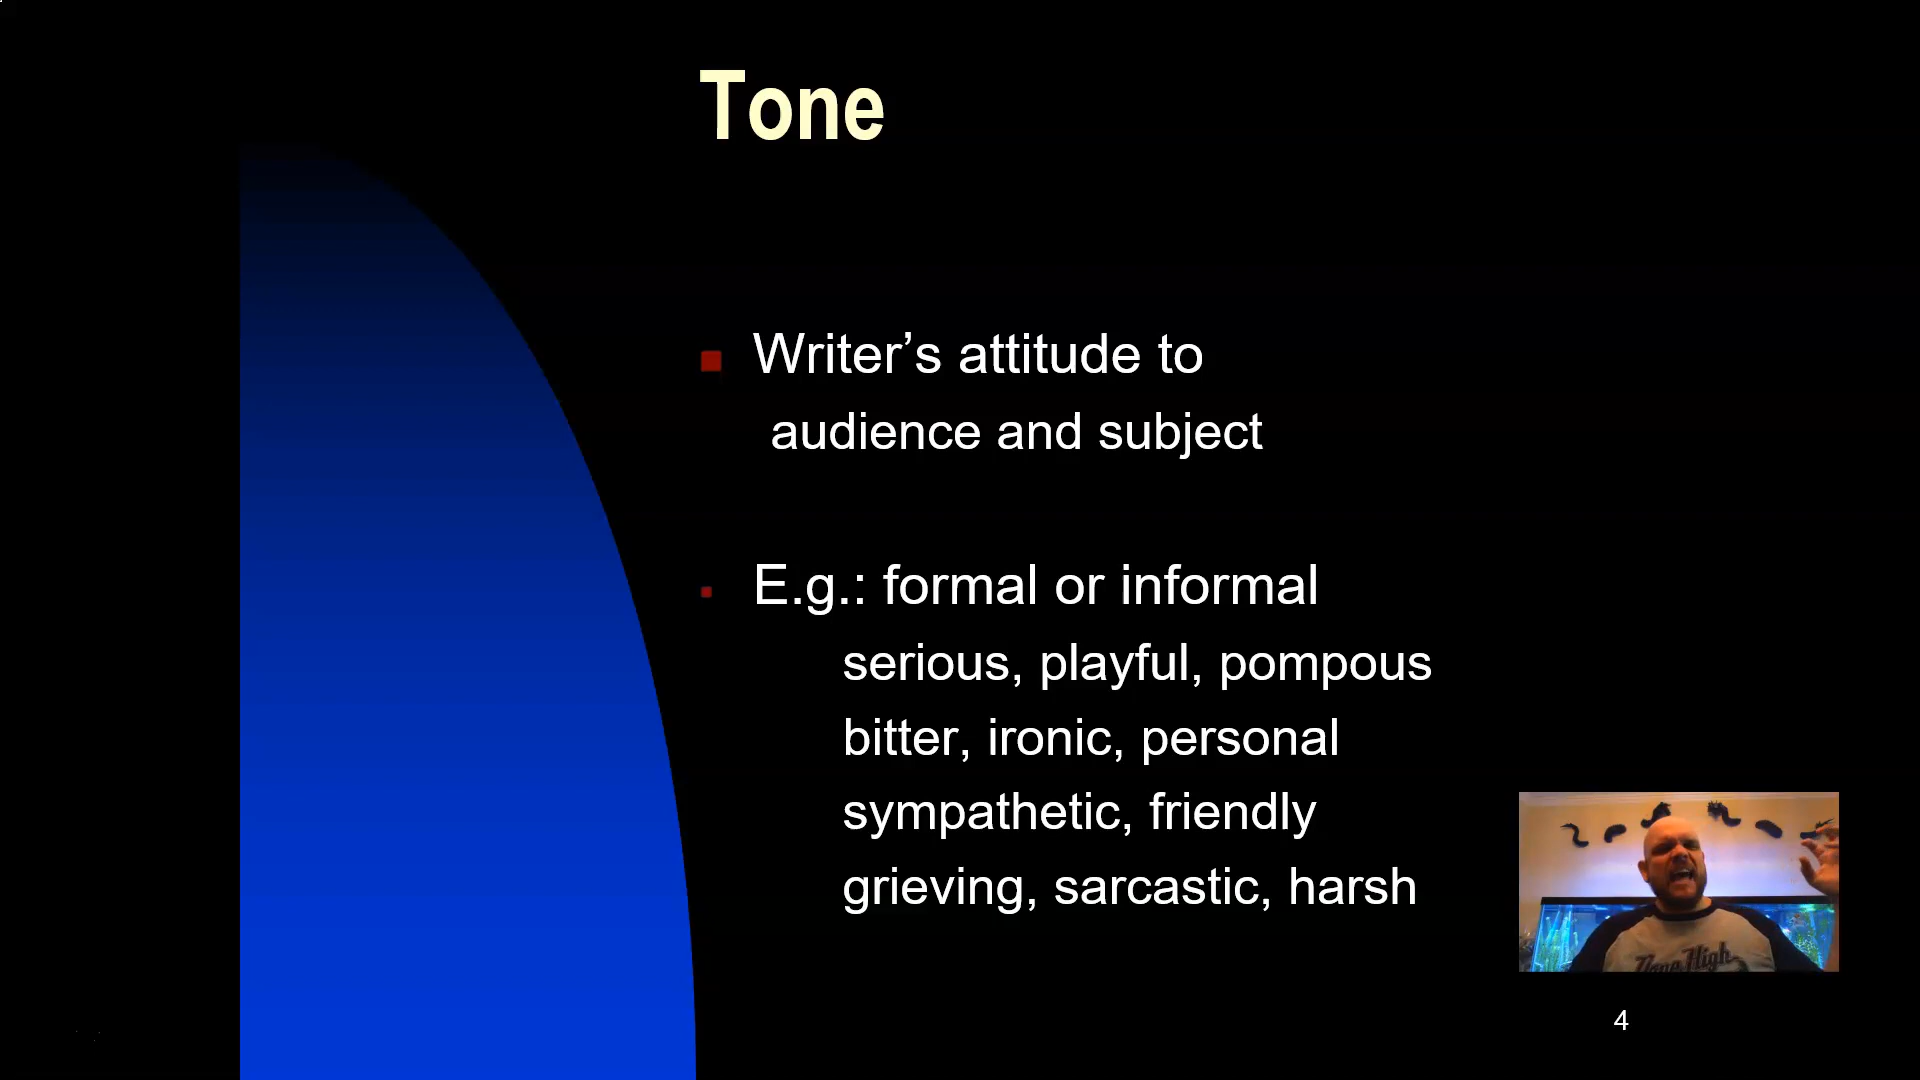 Tone
Writer’s attitude to
audience and subject
E.g.: formal or informal
serious, playful, pompous
bitter, ironic, personal
sympathetic, friendly
grieving, sarcastic, harsh
High
4